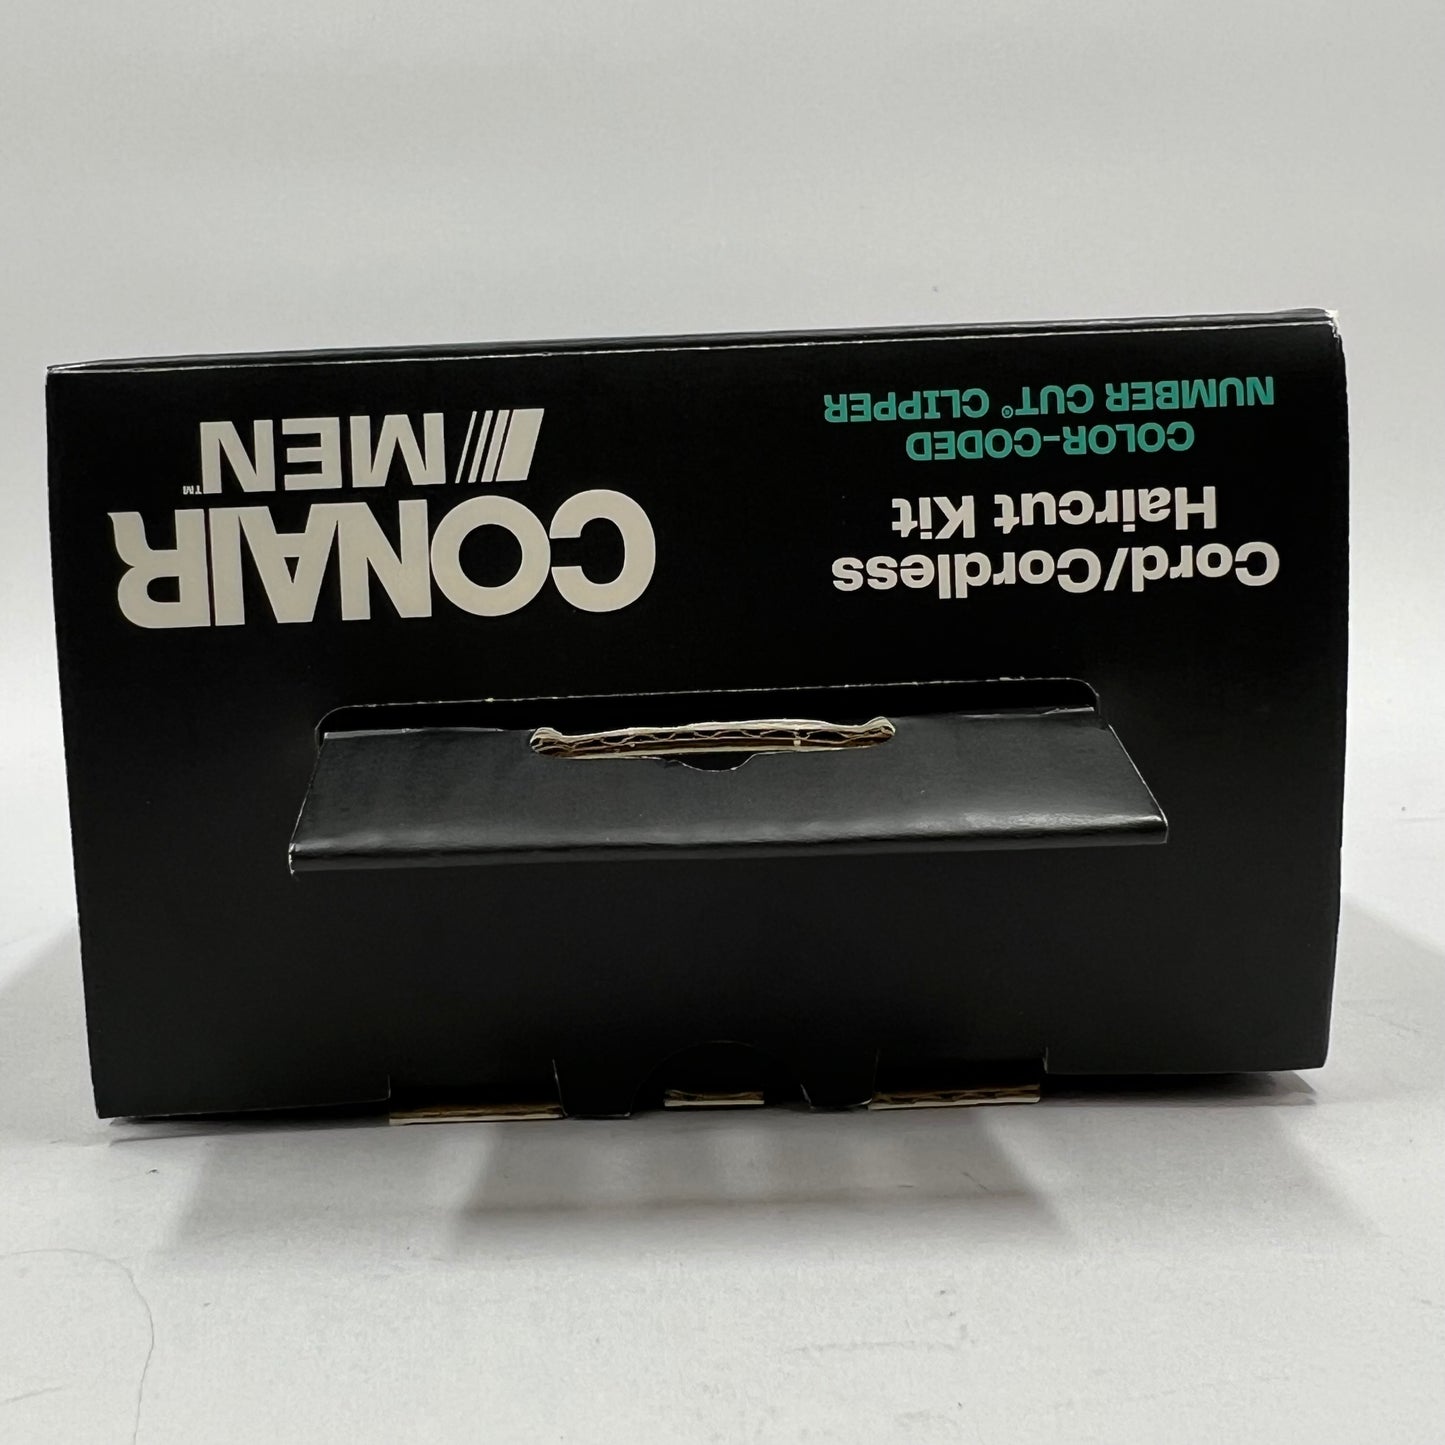 Cord/Cordless
Haircut Kit
COLOR-CODED
NUMBER CUT® CLIPPER
CONAIR
MEN™